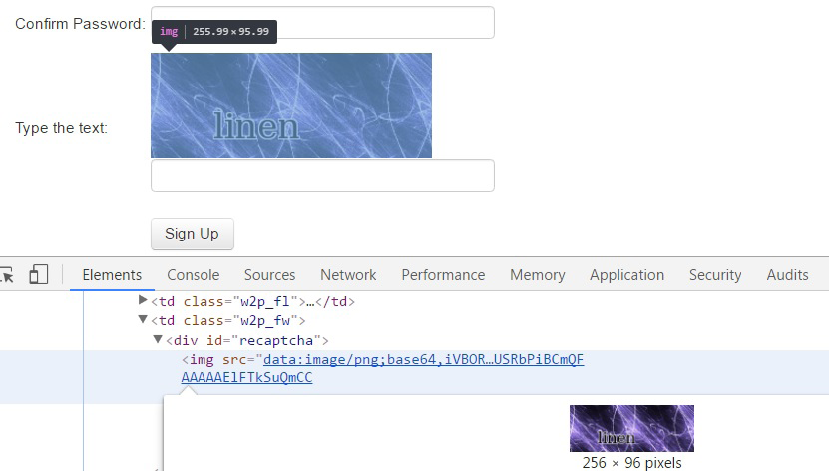 Confirm Password:
img 255.99 × 95.99
linen
Type the text:
Sign Up
Elements Console Sources Network Performance Memory Application Security Audits
▶<td class="w2p_fl">…</td>
▼<td class="w2p_fw">
▼<div id="recaptcha">
<img src="data:image/png;base64,iVBOR…USRbPiBCmQF
AAAAAElFTkSuQmCC
linen
256 × 96 pixels